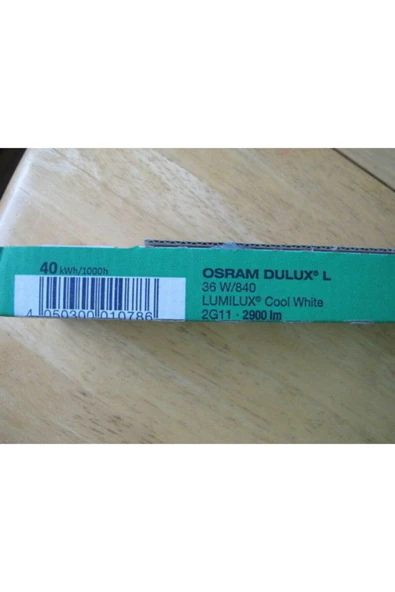 40 kWh/1000h
4 050300 010786
OSRAM DULUX® L
36 W/840
LUMILUX® Cool White
2G11 · 2900 lm